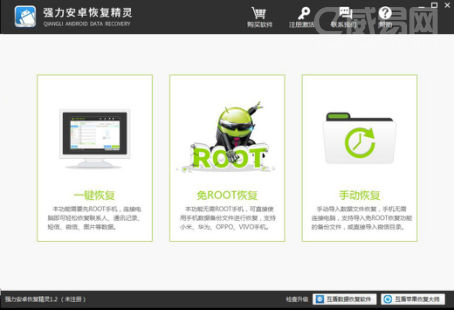 强力安卓恢复精灵
QIANGLI ANDROID DATA RECOVERY
购买软件
注册激活
联系我们
帮助
威易网
ROOT
一键恢复
本功能需要先ROOT手机，连接电
脑即可轻松恢复联系人、通讯记录、
短信、微信、图片等数据。
免ROOT恢复
本功能无需ROOT手机，可直接使
用手机数据备份文件进行恢复，支持
小米、华为、OPPO、VIVO手机。
手动恢复
手动导入数据文件恢复，手机无需
连接电脑，支持导入免ROOT恢复功能
的备份文件，或直接导入微信目录。
强力安卓恢复精灵1.2 （未注册）
检查升级
互盾数据恢复软件
互盾苹果恢复大师